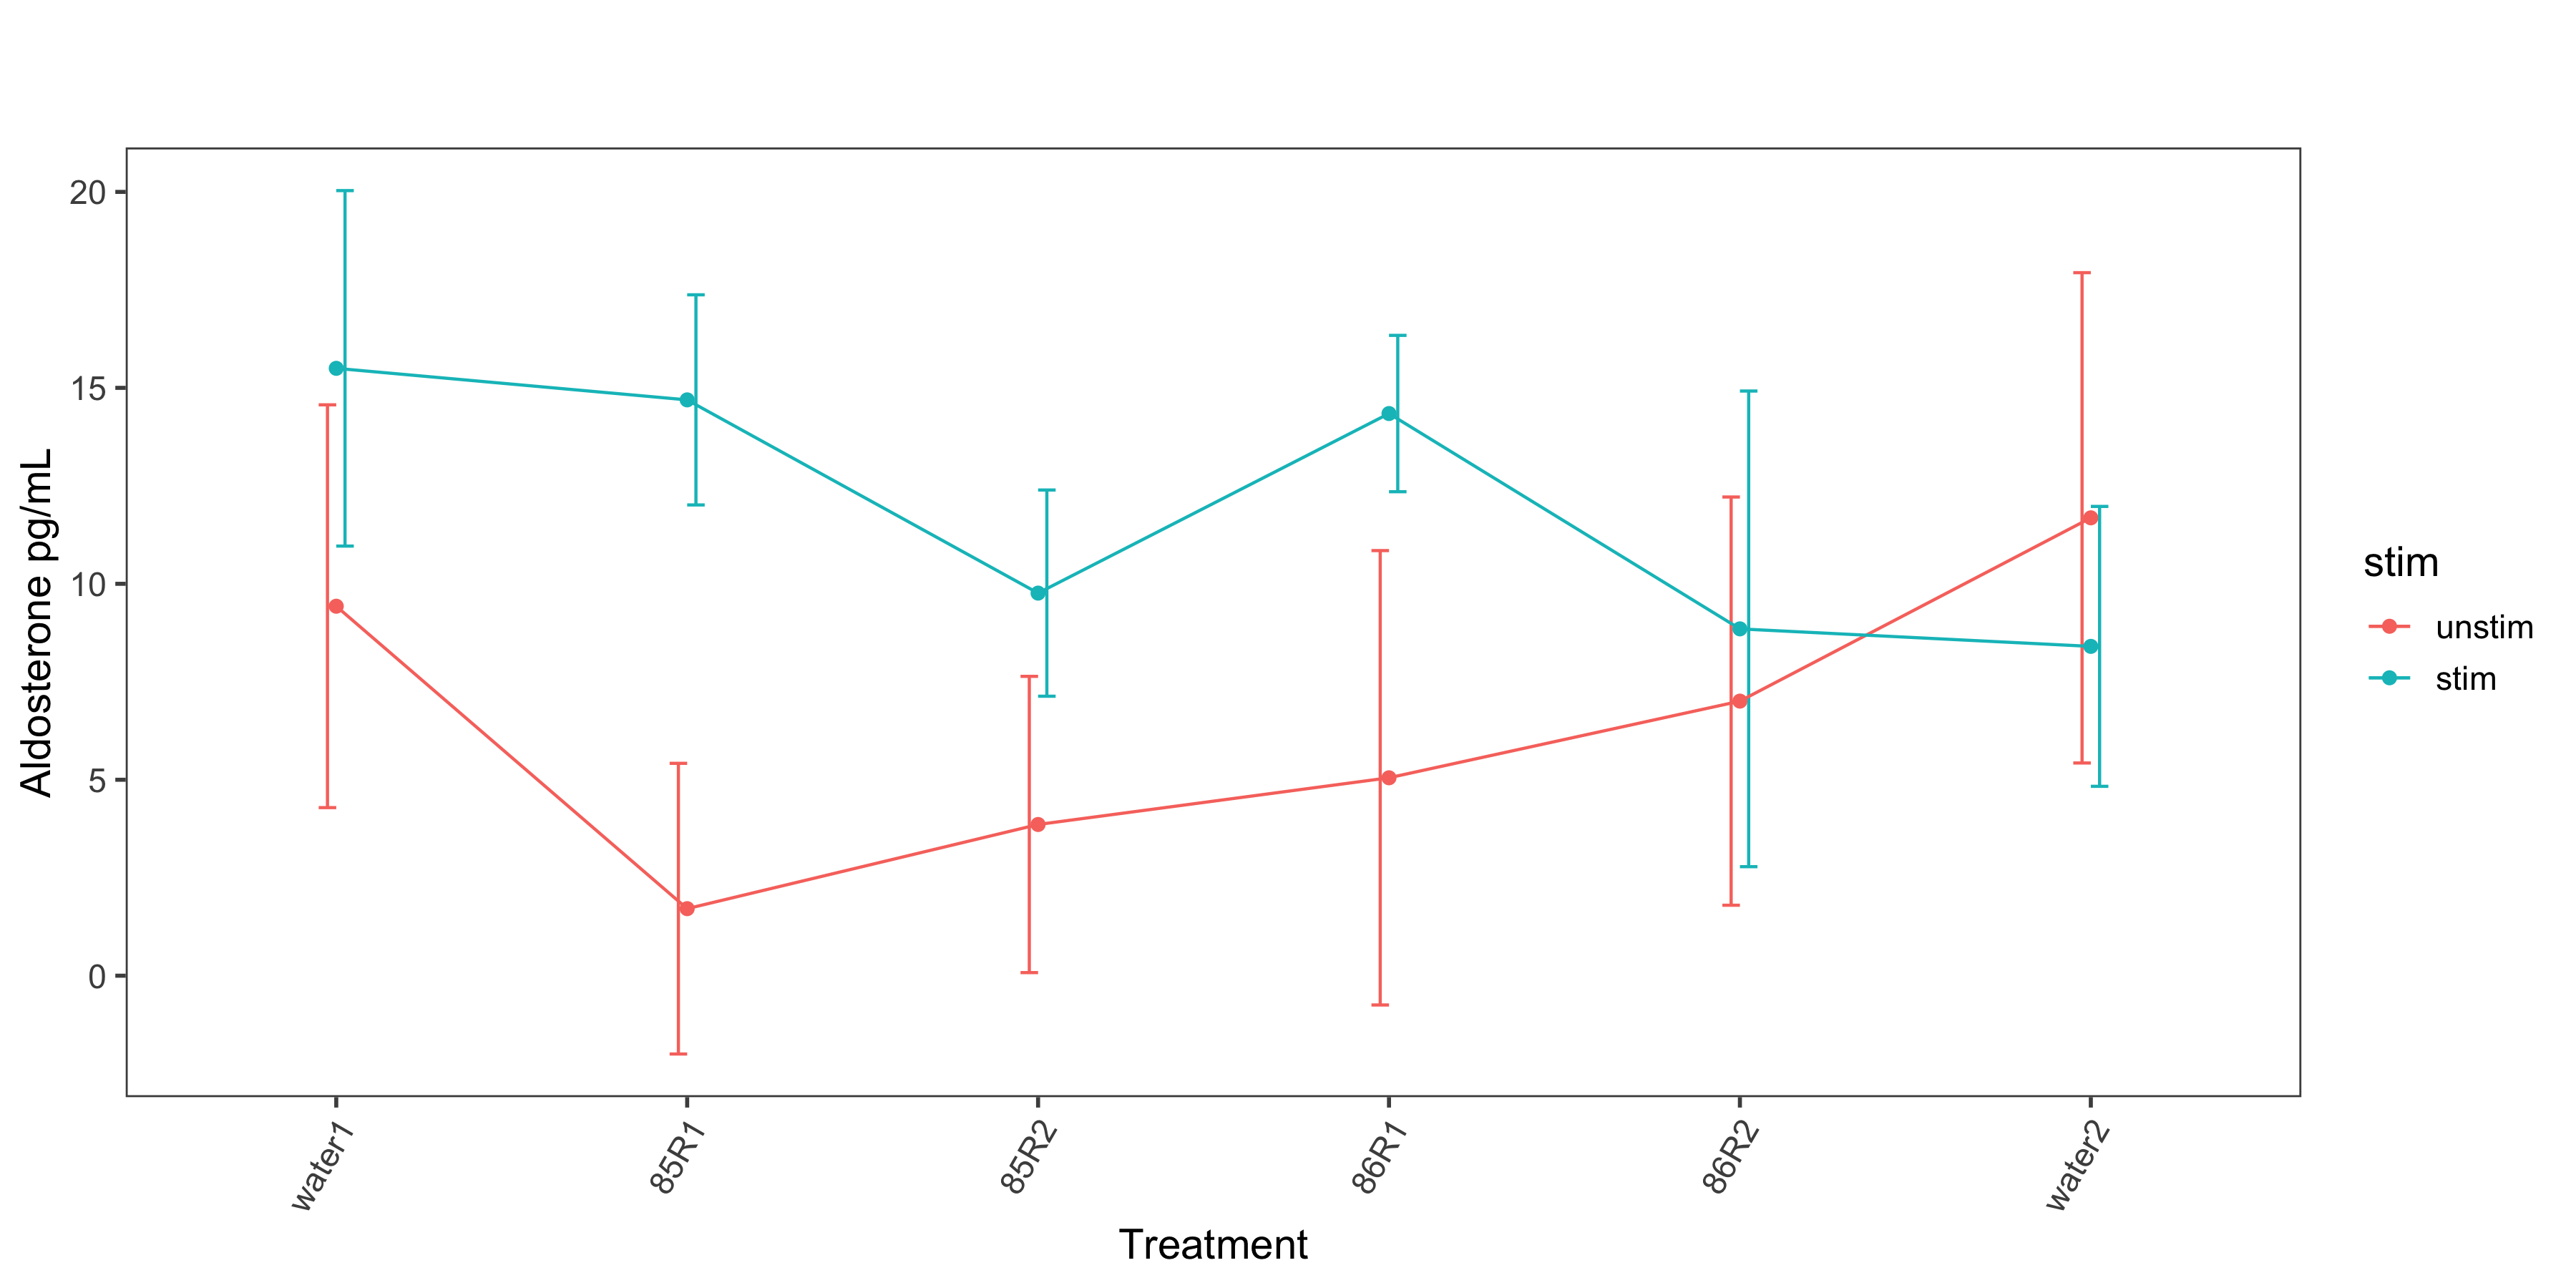 20
15
10
5
0
Aldosterone pg/mL
water1
85R1
85R2
86R1
86R2
water2
Treatment
stim
unstim
stim